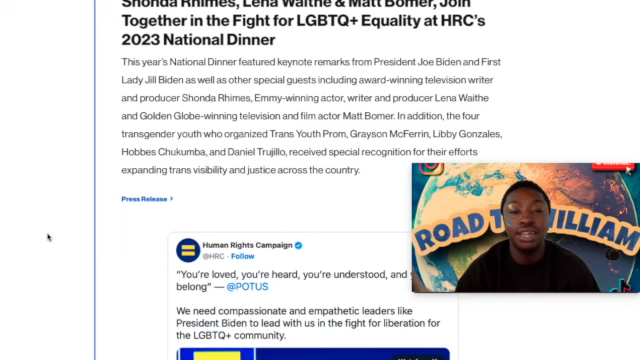 Shonda Rhimes, Lena Waithe & Matt Bomer, Join
Together in the Fight for LGBTQ+ Equality at HRC's
2023 National Dinner
This year's National Dinner featured keynote remarks from President Joe Biden and First
Lady Jill Biden as well as other special guests including award-winning television writer
and producer Shonda Rhimes, Emmy-winning actor, writer and producer Lena Waithe
and Golden Globe-winning television and film actor Matt Bomer. In addition, the four
transgender youth who organized Trans Youth Prom, Grayson McFerrin, Libby Gonzales,
Hobbes Chukumba, and Daniel Trujillo, received special recognition for their efforts
expanding trans visibility and justice across the country.
Press Release >
ROAD T WILLIAM
Human Rights Campaign
@HRC · Follow
"You're loved, you're heard, you're understood, and y
belong" — @POTUS
We need compassionate and empathetic leaders like
President Biden to lead with us in the fight for liberation for
the LGBTQ+ community.